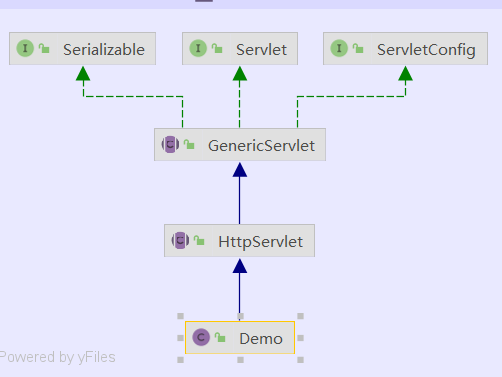 I Serializable
I Servlet
I ServletConfig
C GenericServlet
C HttpServlet
C Demo
Powered by yFiles